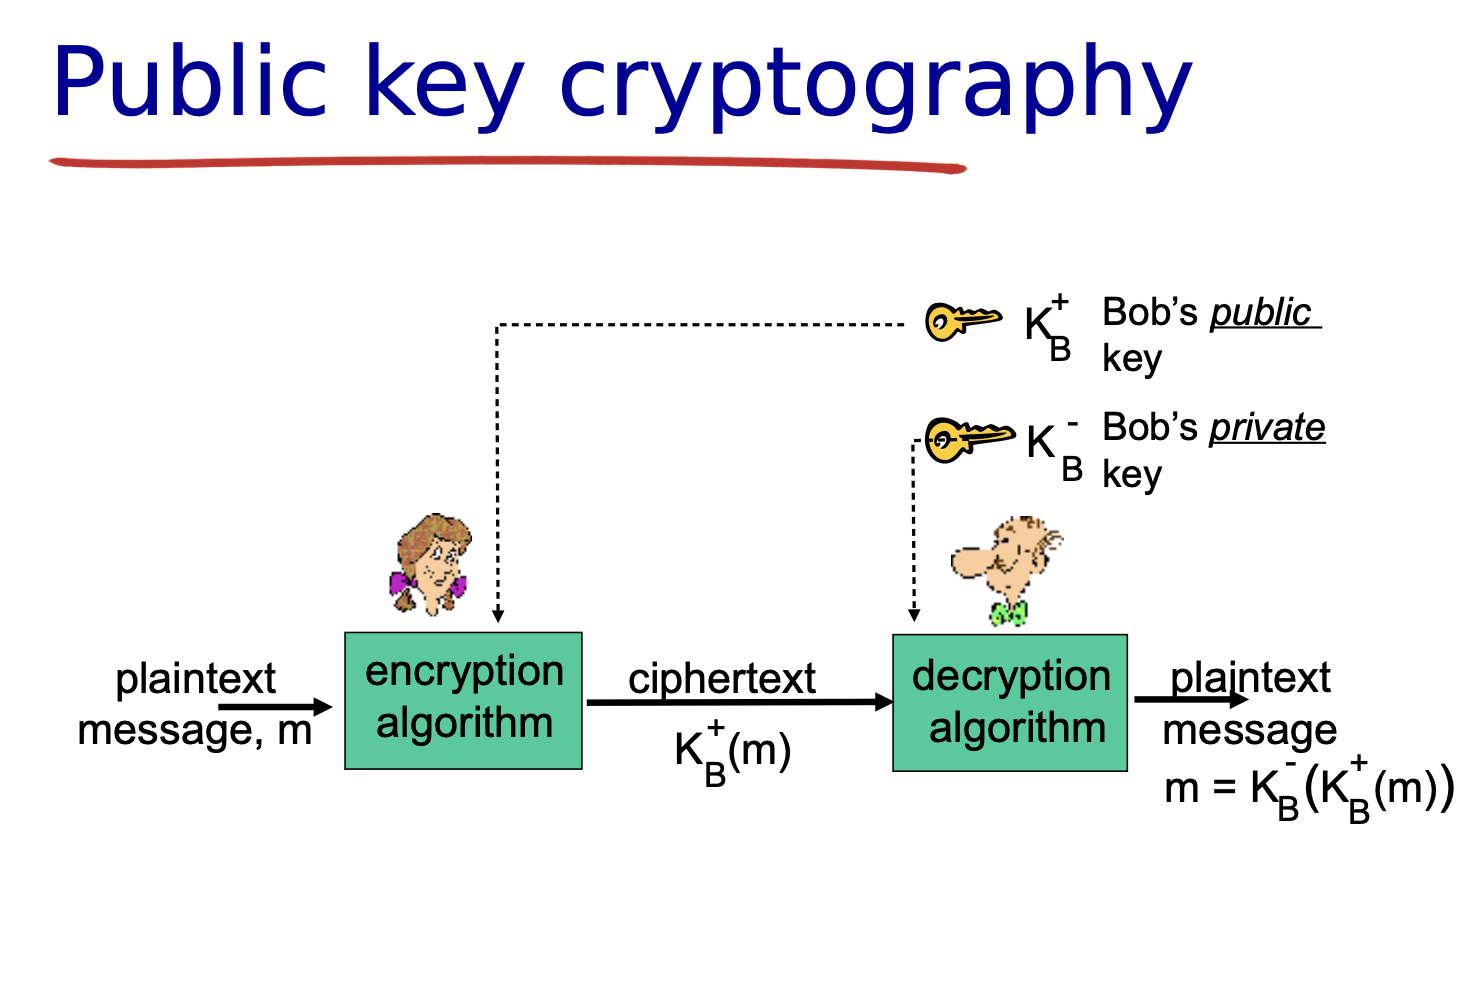 Public key cryptography
K_B^+ Bob’s public
key
K_B^- Bob’s private
key
plaintext
message, m
encryption
algorithm
ciphertext
K_B^+(m)
decryption
algorithm
plaintext
message
m = K_B^-(K_B^+(m))